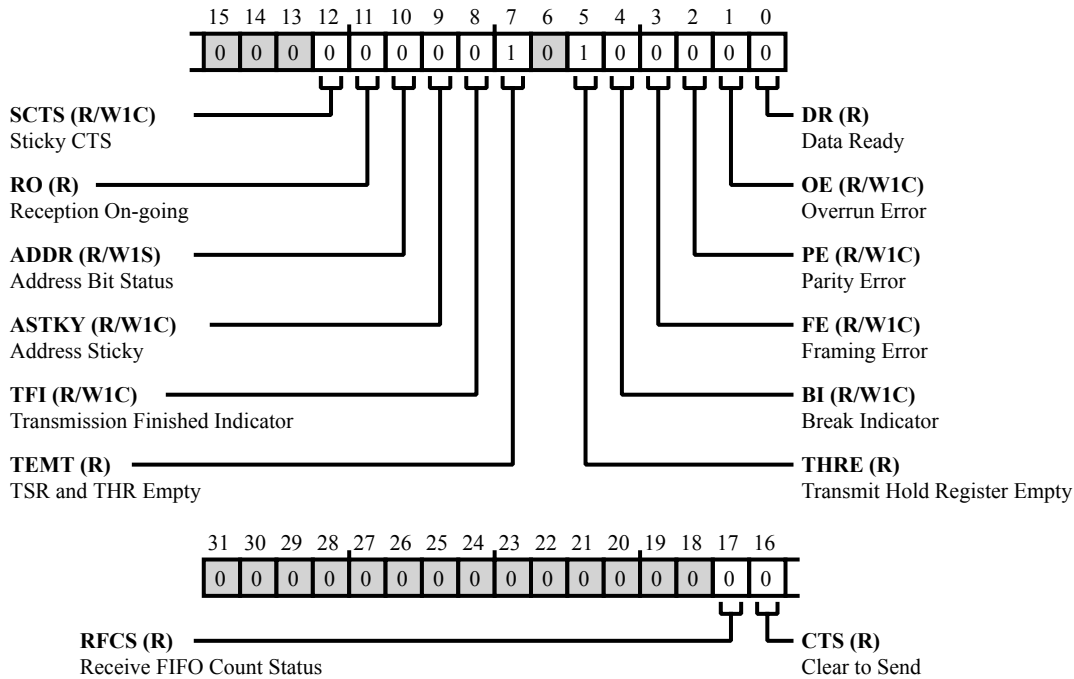 15 14 13 12 11 10 9 8 7 6 5 4 3 2 1 0
0 0 0 0 0 0 0 0 1 0 1 0 0 0 0 0
SCTS (R/W1C)
Sticky CTS
RO (R)
Reception On-going
ADDR (R/W1S)
Address Bit Status
ASTKY (R/W1C)
Address Sticky
TFI (R/W1C)
Transmission Finished Indicator
TEMT (R)
TSR and THR Empty
DR (R)
Data Ready
OE (R/W1C)
Overrun Error
PE (R/W1C)
Parity Error
FE (R/W1C)
Framing Error
BI (R/W1C)
Break Indicator
THRE (R)
Transmit Hold Register Empty
31 30 29 28 27 26 25 24 23 22 21 20 19 18 17 16
0 0 0 0 0 0 0 0 0 0 0 0 0 0 0 0
RFCS (R)
Receive FIFO Count Status
CTS (R)
Clear to Send